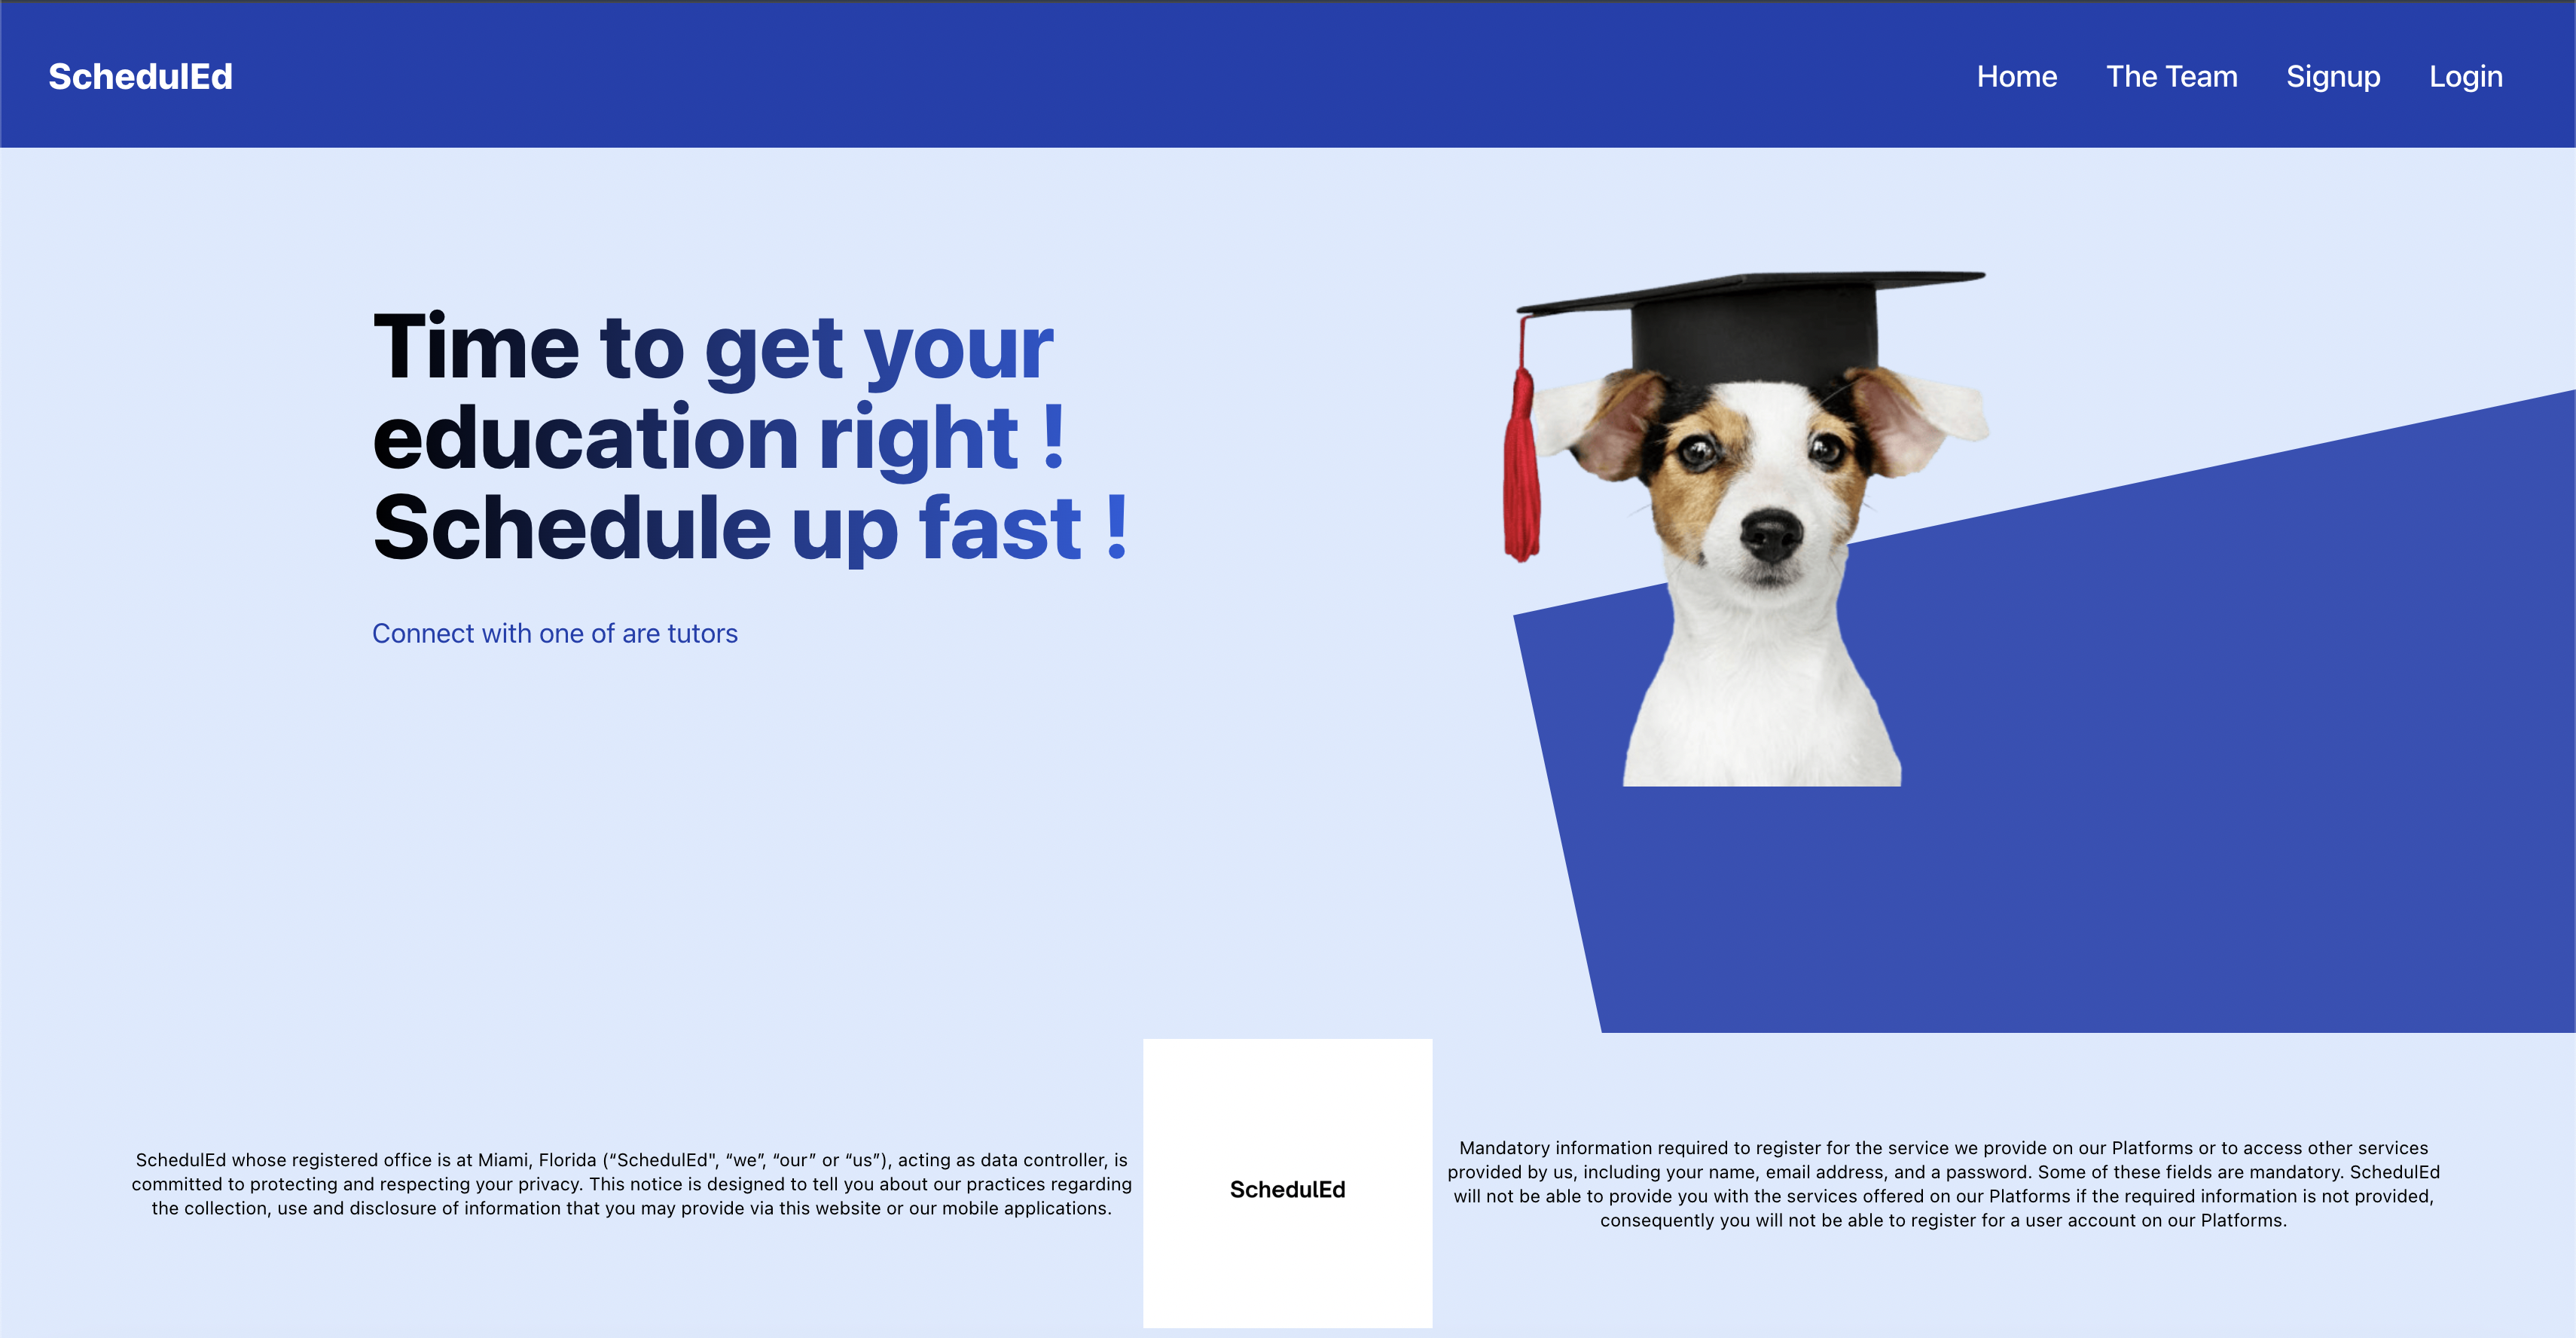 SchedulEd
Home
The Team
Signup
Login
Time to get your
education right !
Schedule up fast !
Connect with one of are tutors
SchedulEd whose registered office is at Miami, Florida (“SchedulEd", “we”, “our” or “us”), acting as data controller, is
committed to protecting and respecting your privacy. This notice is designed to tell you about our practices regarding
the collection, use and disclosure of information that you may provide via this website or our mobile applications.
SchedulEd
Mandatory information required to register for the service we provide on our Platforms or to access other services
provided by us, including your name, email address, and a password. Some of these fields are mandatory. SchedulEd
will not be able to provide you with the services offered on our Platforms if the required information is not provided,
consequently you will not be able to register for a user account on our Platforms.